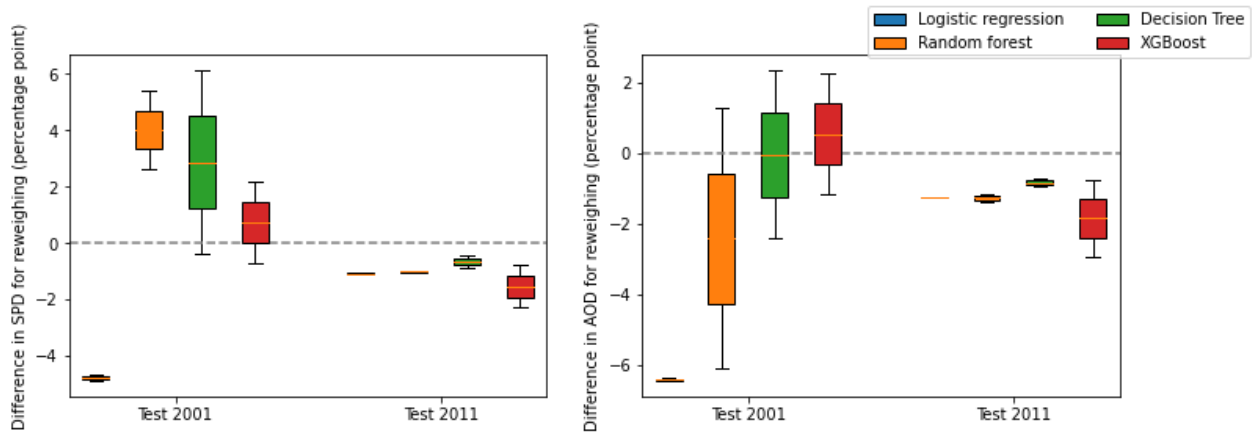 Logistic regression
Random forest
Decision Tree
XGBoost
Difference in SPD for reweighing (percentage point)
6
4
2
0
−2
−4
Test 2001
Test 2011
Difference in AOD for reweighing (percentage point)
2
0
−2
−4
−6
Test 2001
Test 2011